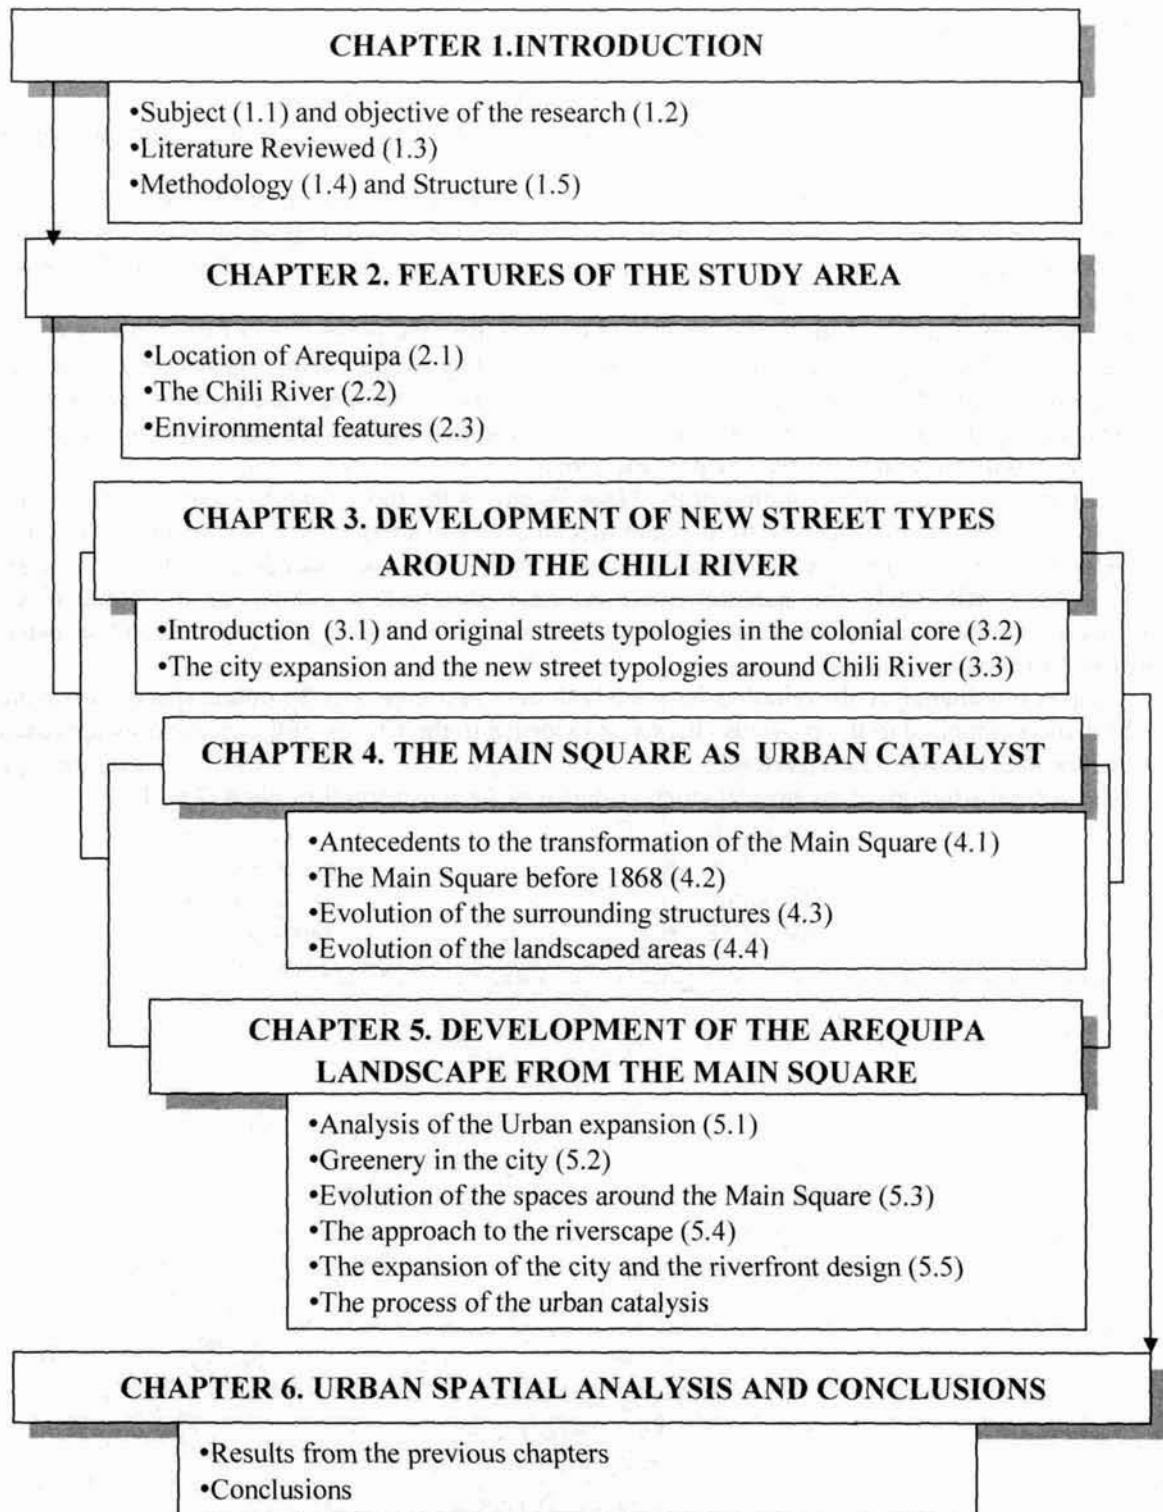 CHAPTER 1.INTRODUCTION
•Subject (1.1) and objective of the research (1.2)
•Literature Reviewed (1.3)
•Methodology (1.4) and Structure (1.5)
CHAPTER 2. FEATURES OF THE STUDY AREA
•Location of Arequipa (2.1)
•The Chili River (2.2)
•Environmental features (2.3)
CHAPTER 3. DEVELOPMENT OF NEW STREET TYPES
AROUND THE CHILI RIVER
•Introduction (3.1) and original streets typologies in the colonial core (3.2)
•The city expansion and the new street typologies around Chili River (3.3)
CHAPTER 4. THE MAIN SQUARE AS URBAN CATALYST
•Antecedents to the transformation of the Main Square (4.1)
•The Main Square before 1868 (4.2)
•Evolution of the surrounding structures (4.3)
•Evolution of the landscaped areas (4.4)
CHAPTER 5. DEVELOPMENT OF THE AREQUIPA
LANDSCAPE FROM THE MAIN SQUARE
•Analysis of the Urban expansion (5.1)
•Greenery in the city (5.2)
•Evolution of the spaces around the Main Square (5.3)
•The approach to the riverscape (5.4)
•The expansion of the city and the riverfront design (5.5)
•The process of the urban catalysis
CHAPTER 6. URBAN SPATIAL ANALYSIS AND CONCLUSIONS
•Results from the previous chapters
•Conclusions